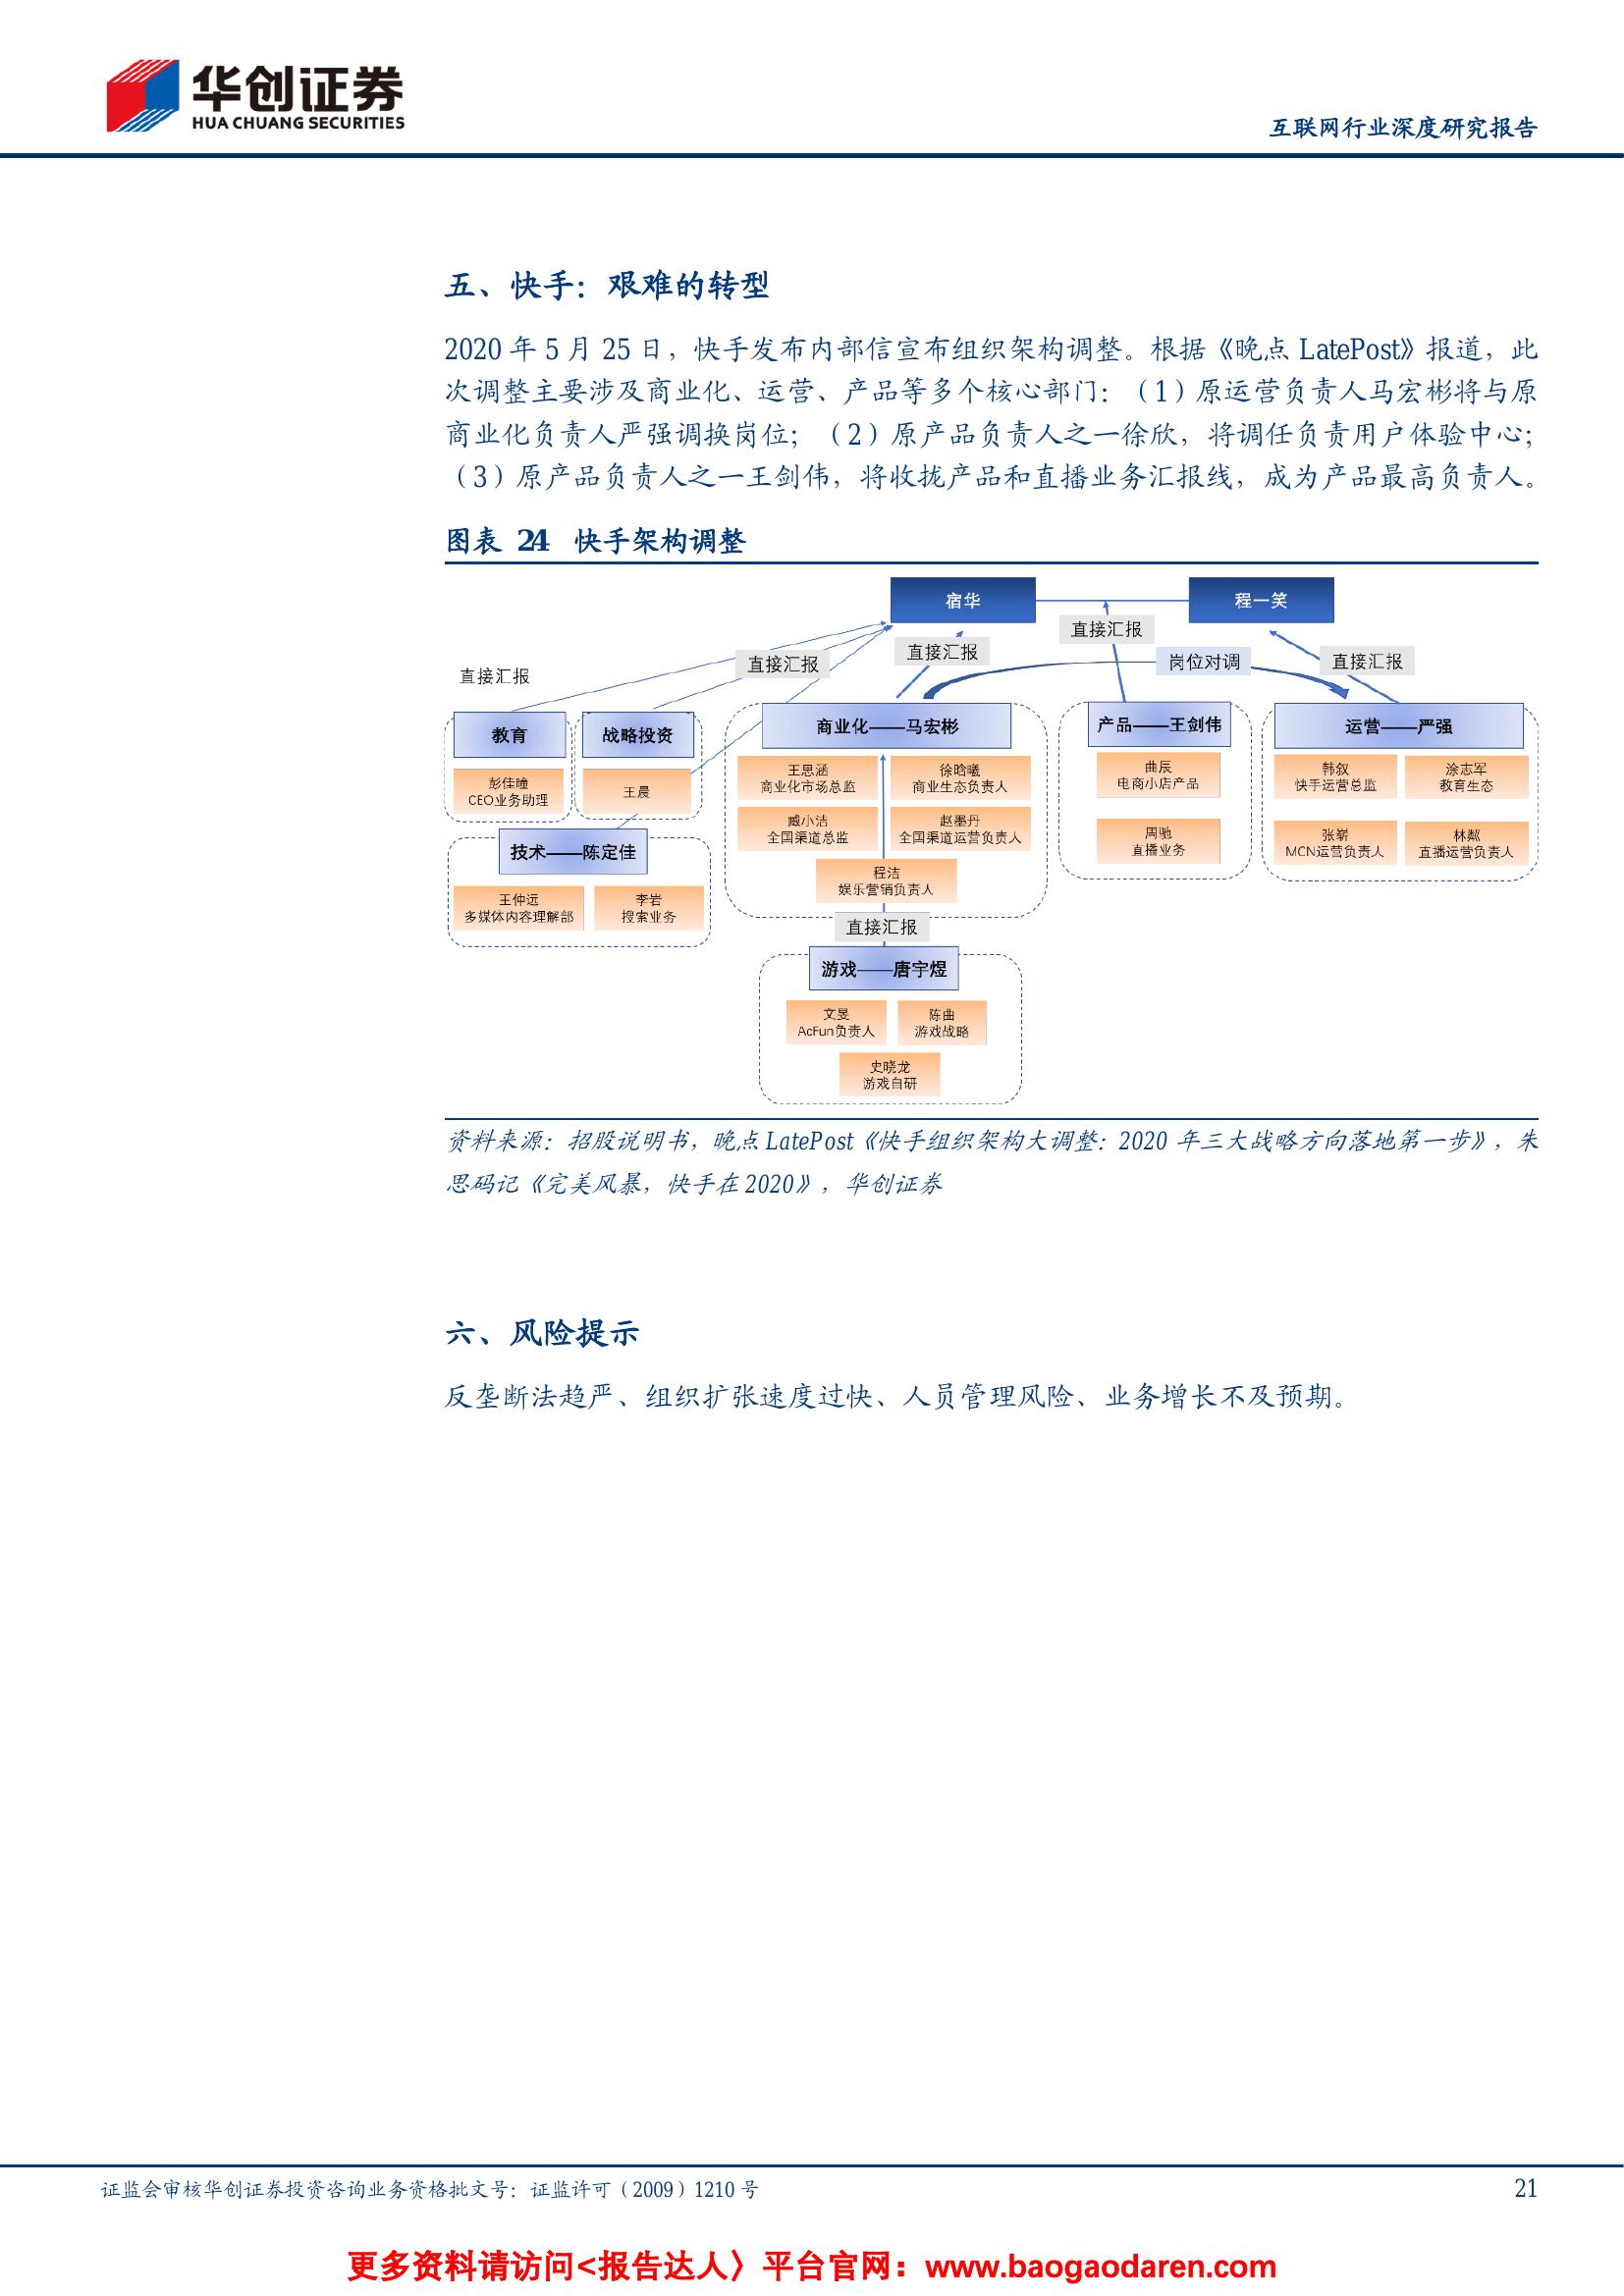 华创证券
HUA CHUANG SECURITIES
互联网行业深度研究报告
五、快手：艰难的转型
2020 年 5 月 25 日，快手发布内部信宣布组织架构调整。根据《晚点 LatePost》报道，此
次调整主要涉及商业化、运营、产品等多个核心部门：（1）原运营负责人马宏彬将与原
商业化负责人严强调换岗位；（2）原产品负责人之一徐欣，将调任负责用户体验中心；
（3）原产品负责人之一王剑伟，将收拢产品和直播业务汇报线，成为产品最高负责人。
图表 24 快手架构调整
宿华
程一笑
直接汇报
直接汇报
直接汇报
直接汇报
岗位对调
直接汇报
教育
彭佳曈
CEO业务助理
战略投资
王晨
技术——陈定佳
王仲远
多媒体内容理解部
李岩
搜索业务
商业化——马宏彬
王思涵
商业化市场总监
徐晗曦
商业生态负责人
臧小洁
全国渠道总监
赵墨丹
全国渠道运营负责人
程洁
娱乐营销负责人
直接汇报
游戏——唐宇煜
文旻
AcFun负责人
陈曲
游戏战略
史晓龙
游戏自研
产品——王剑伟
曲辰
电商小店产品
周驰
直播业务
运营——严强
韩叙
快手运营总监
涂志军
教育生态
张崭
MCN运营负责人
林粼
直播运营负责人
资料来源：招股说明书，晚点 LatePost《快手组织架构大调整：2020 年三大战略方向落地第一步》，朱
思码记《完美风暴，快手在 2020》，华创证券
六、风险提示
反垄断法趋严、组织扩张速度过快、人员管理风险、业务增长不及预期。
证监会审核华创证券投资咨询业务资格批文号：证监许可（2009）1210 号
21
更多资料请访问<报告达人〉平台官网：www.baogaodaren.com